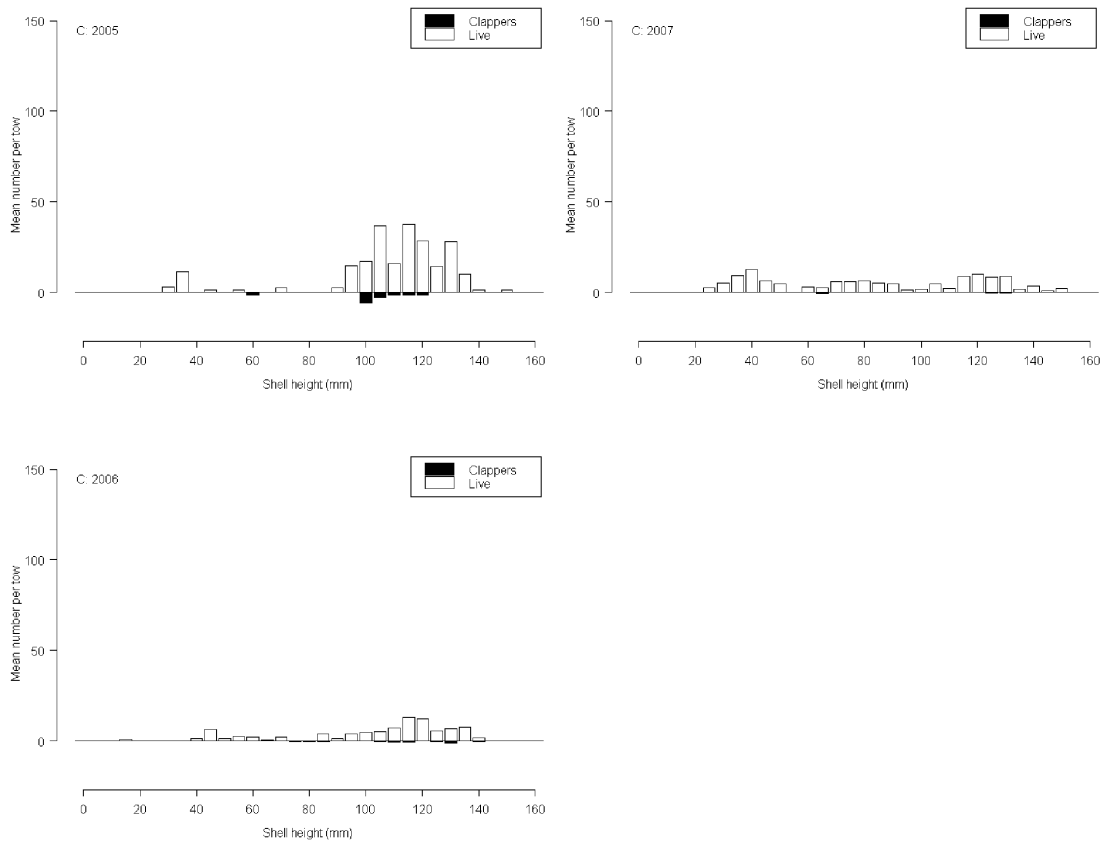 C: 2005
Clappers
Live
Mean number per tow
150
100
50
0
0 20 40 60 80 100 120 140 160
Shell height (mm)
C: 2007
Clappers
Live
Mean number per tow
150
100
50
0
0 20 40 60 80 100 120 140 160
Shell height (mm)
C: 2006
Clappers
Live
Mean number per tow
150
100
50
0
0 20 40 60 80 100 120 140 160
Shell height (mm)